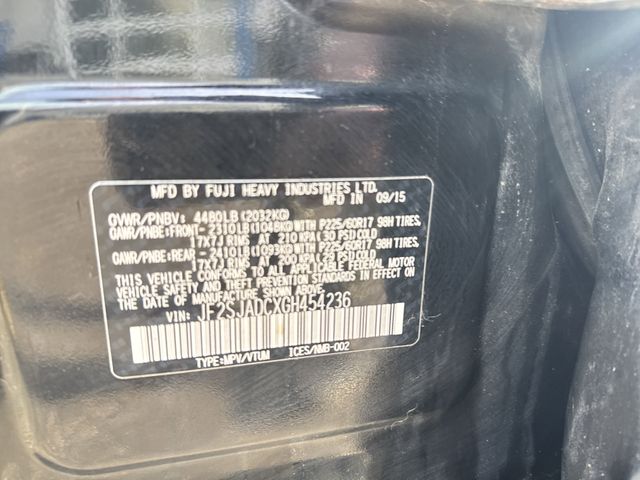 MFD BY FUJI HEAVY INDUSTRIES LTD.
MFD IN 09/15
GVWR/PNBV: 4480LB(2032KG)
GAWR/PNBE:FRONT- 2310LB(1048KG)WITH P225/60R17 98H TIRES,
17X7J RIMS AT 210 KPA(30 PSI)COLD
GAWR/PNBE:REAR - 2410LB(1093KG)WITH P225/60R17 98H TIRES,
17X7J RIMS AT 200 KPA(29 PSI)COLD
THIS VEHICLE CONFORMS TO ALL APPLICABLE FEDERAL MOTOR
VEHICLE SAFETY AND THEFT PREVENTION STANDARDS IN EFFECT ON
THE DATE OF MANUFACTURE SHOWN ABOVE.
VIN: JF2SJADCXGH454236
TYPE:MPV/VTUM ICES/NMB-002